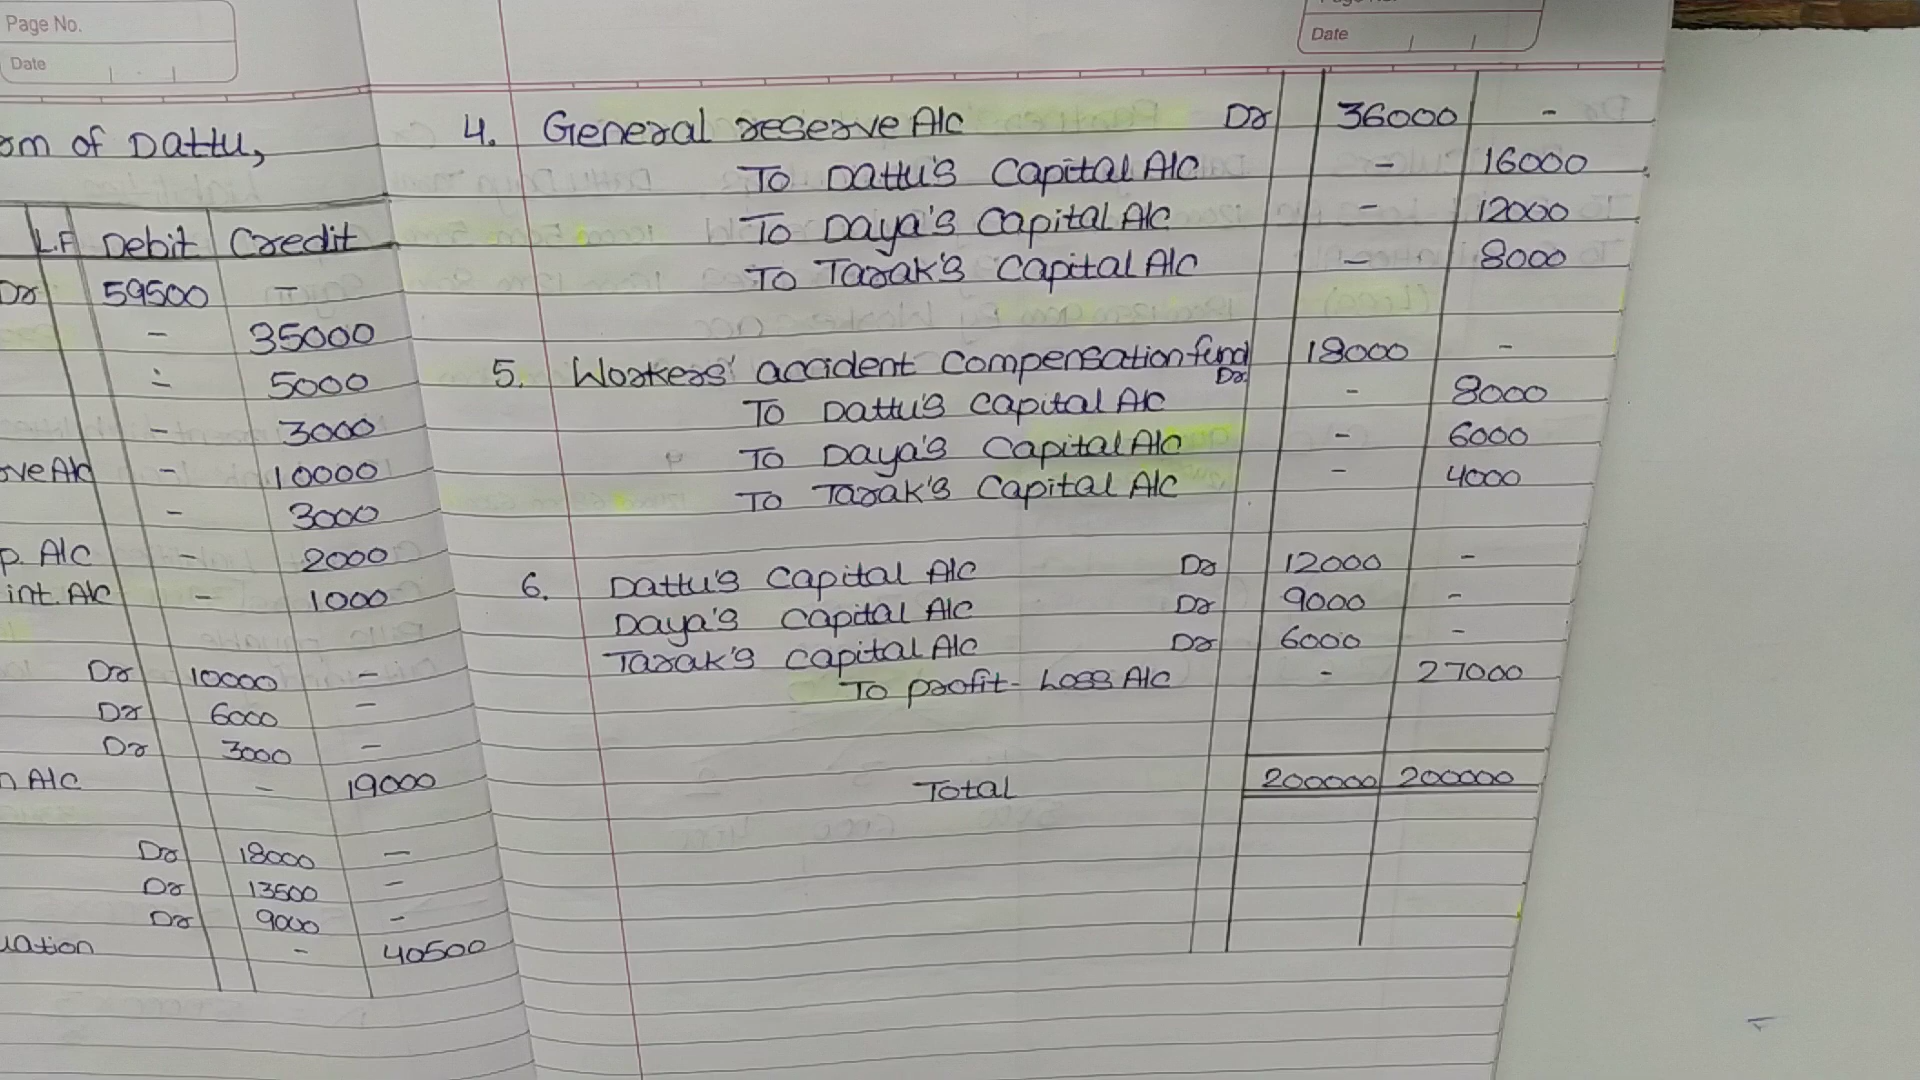 Page No.
Date
om of Dattu,
L.F Debit Credit
Dr 59500 -
- 35000
- 5000
- 3000
ove A/c - 10000
- 3000
p. A/c - 2000
int. A/c - 1000
Dr 10000 -
Dr 6000 -
Dr 3000 -
n A/c - 19000
Dr 18000 -
Dr 13500 -
Dr 9000 -
uation - 40500
Date
4. General reserve A/c Dr 36000 -
To Dattu's Capital A/c - 16000
To Daya's Capital A/c - 12000
To Tarak's Capital A/c - 8000
5. Workers' accident Compensation fund Dr. 18000 -
To Dattu's Capital A/c - 8000
To Daya's Capital A/c - 6000
To Tarak's Capital A/c - 4000
6. Dattu's Capital A/c Dr 12000 -
Daya's Capital A/c Dr 9000 -
Tarak's Capital A/c Dr 6000 -
To profit-Loss A/c - 27000
Total 200000 200000